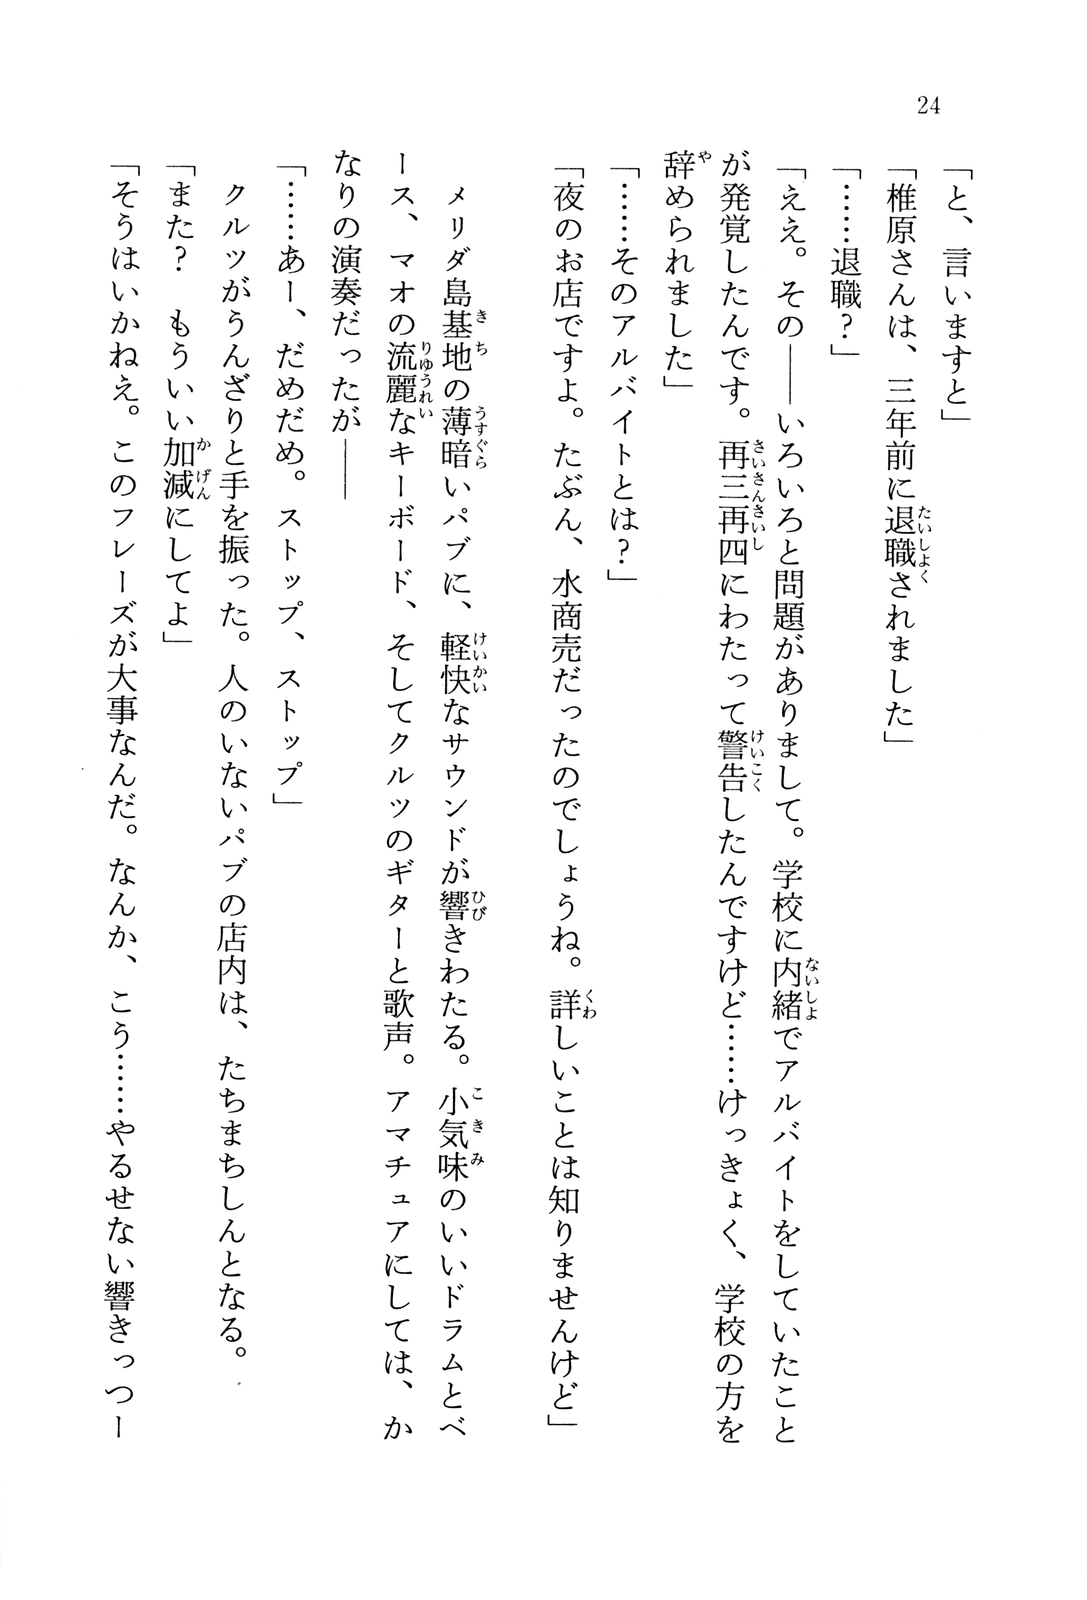 24
「と、言いますと」
「椎原さんは、三年前に退職されました」
「……退職？」
「ええ。その――いろいろと問題がありまして。学校に内緒でアルバイトをしていたこと
が発覚したんです。再三再四にわたって警告したんですけど……けっきょく、学校の方を
辞められました」
「……そのアルバイトとは？」
「夜のお店ですよ。たぶん、水商売だったのでしょうね。詳しいことは知りませんけど」
メリダ島基地の薄暗いパブに、軽快なサウンドが響きわたる。小気味のいいドラムとベ
ース、マオの流麗なキーボード、そしてクルツのギターと歌声。アマチュアにしては、か
なりの演奏だったが――
「……あー、だめだめ。ストップ、ストップ」
クルツがうんざりと手を振った。人のいないパブの店内は、たちまちしんとなる。
「また？　もういい加減にしてよ」
「そうはいかねえ。このフレーズが大事なんだ。なんか、こう……やるせない響きっつー